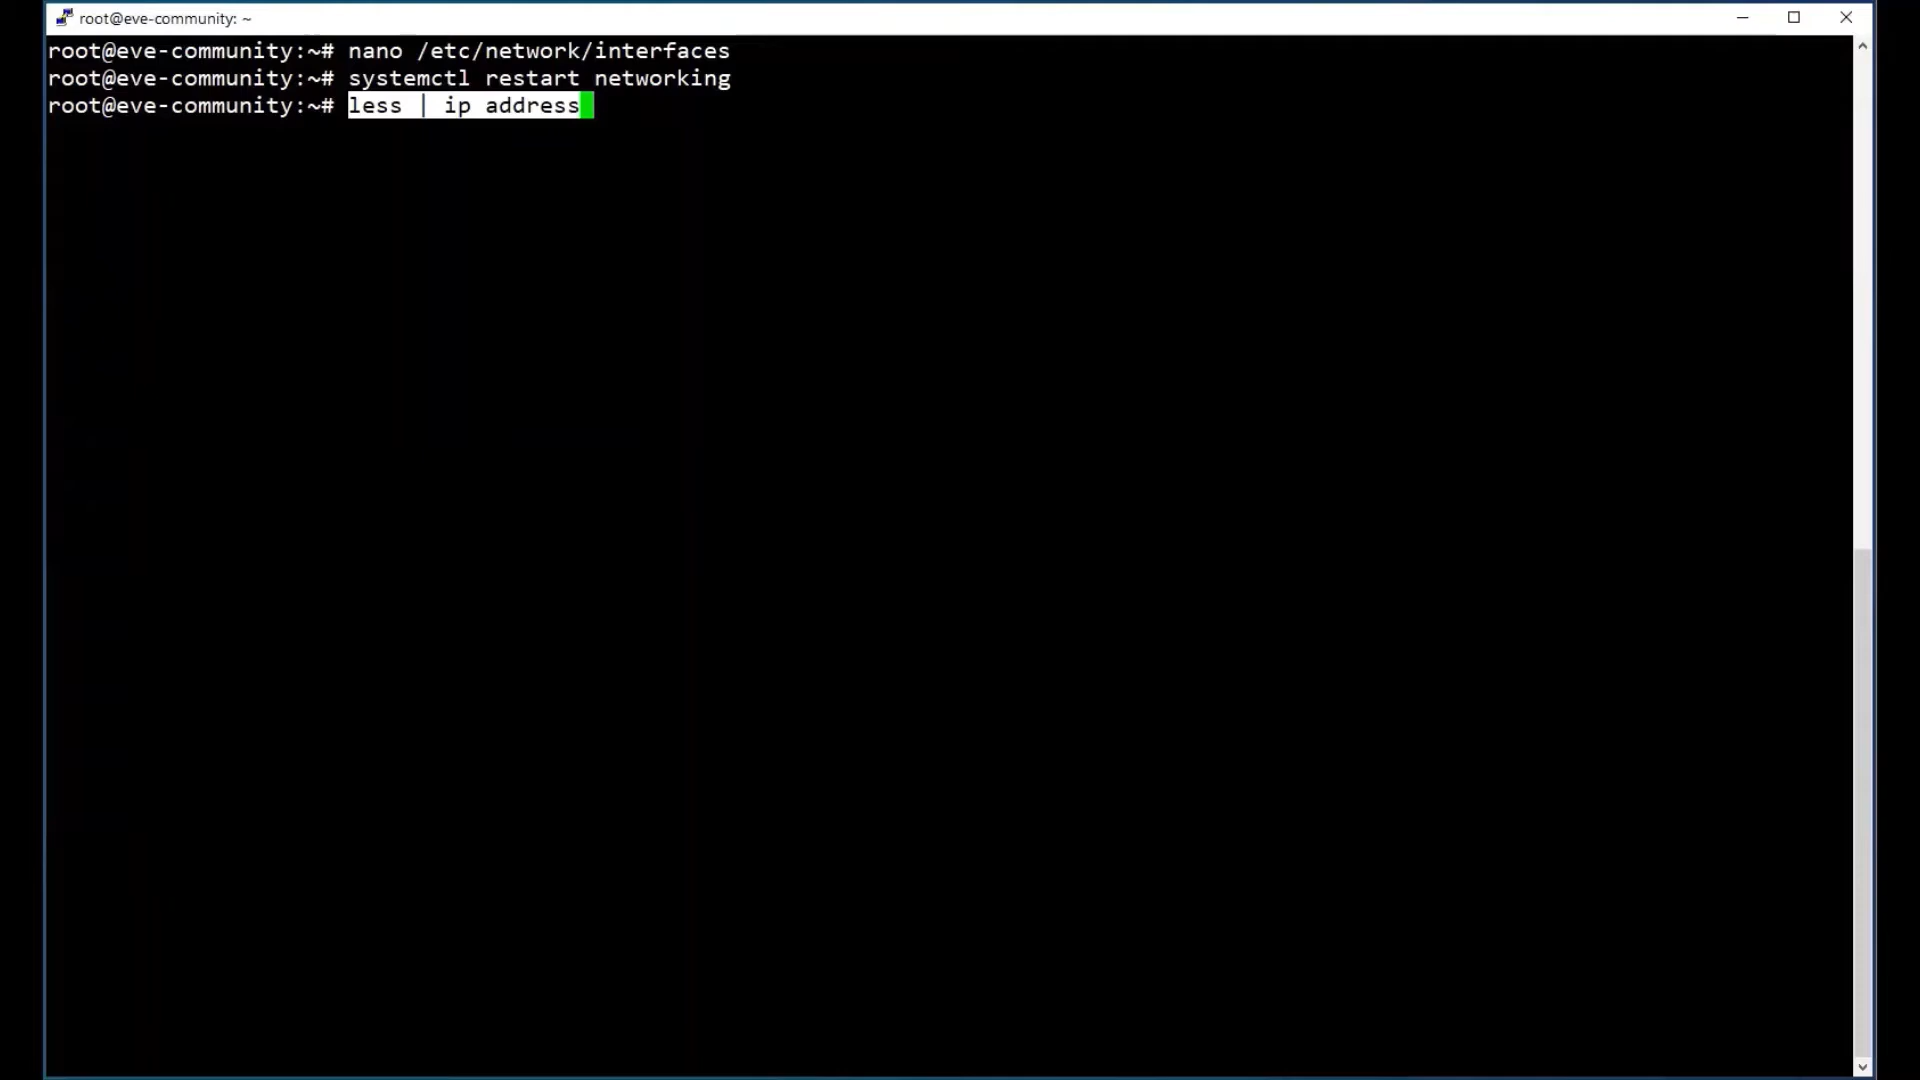 root@eve-community: ~
root@eve-community:~# nano /etc/network/interfaces
root@eve-community:~# systemctl restart networking
root@eve-community:~# less | ip address